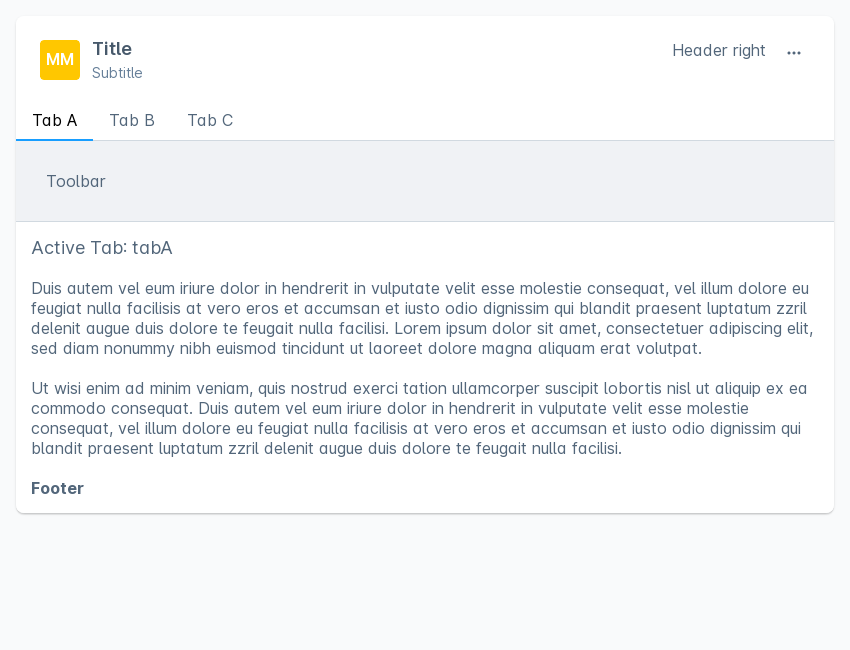 MM
Title
Subtitle
Header right
Tab A
Tab B
Tab C
Toolbar
Active Tab: tabA
Duis autem vel eum iriure dolor in hendrerit in vulputate velit esse molestie consequat, vel illum dolore eu
feugiat nulla facilisis at vero eros et accumsan et iusto odio dignissim qui blandit praesent luptatum zzril
delenit augue duis dolore te feugait nulla facilisi. Lorem ipsum dolor sit amet, consectetuer adipiscing elit,
sed diam nonummy nibh euismod tincidunt ut laoreet dolore magna aliquam erat volutpat.
Ut wisi enim ad minim veniam, quis nostrud exerci tation ullamcorper suscipit lobortis nisl ut aliquip ex ea
commodo consequat. Duis autem vel eum iriure dolor in hendrerit in vulputate velit esse molestie
consequat, vel illum dolore eu feugiat nulla facilisis at vero eros et accumsan et iusto odio dignissim qui
blandit praesent luptatum zzril delenit augue duis dolore te feugait nulla facilisi.
Footer